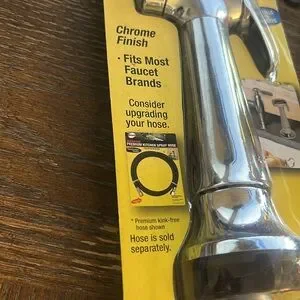 Chrome
Finish
• Fits Most
Faucet
Brands
Consider
upgrading
your hose.
PREMIUM KITCHEN SPRAY HOSE
* Premium kink-free
hose shown
Hose is sold
separately.